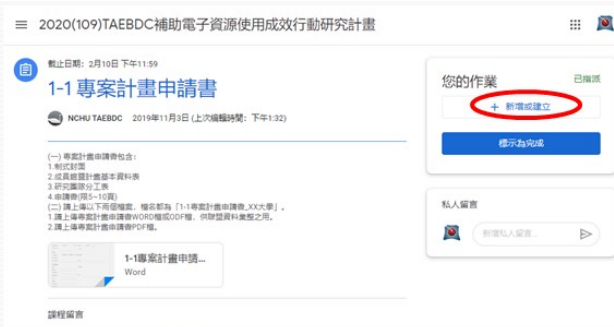 2020(109)TAEBDC補助電子資源使用成效行動研究計畫
截止日期：2月10日 下午11:59
1-1 專案計畫申請書
NCHU TAEBDC 2019年11月3日 (上次編輯時間：下午1:32)
(一) 專案計畫申請書包含：
1.制式封面
2.成員館暨計畫基本資料表
3.研究團隊分工表
4.申請書(限5~10頁)
(二) 請上傳以下兩個檔案，檔名都為「1-1專案計畫申請書_XX大學」。
1.請上傳專案計畫申請書WORD檔或ODF檔，供聯盟資料彙整之用。
2.請上傳專案計畫申請書PDF檔。
1-1專案計畫申請...
Word
課程留言
您的作業
已指派
+ 新增或建立
標示為完成
私人留言
新增私人留言...